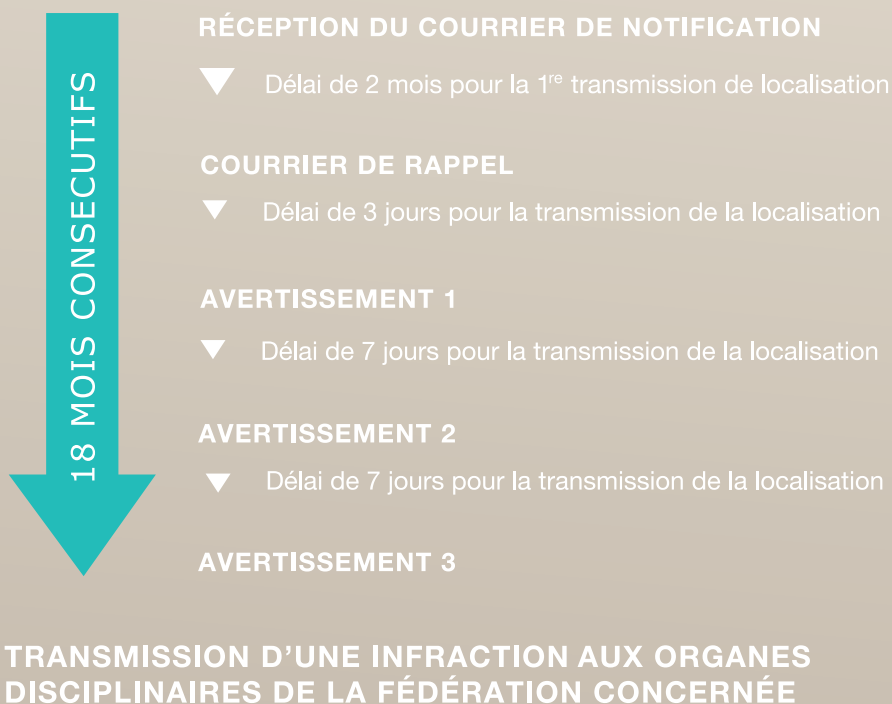 RÉCEPTION DU COURRIER DE NOTIFICATION
Délai de 2 mois pour la 1re transmission de localisation
COURRIER DE RAPPEL
Délai de 3 jours pour la transmission de la localisation
AVERTISSEMENT 1
Délai de 7 jours pour la transmission de la localisation
AVERTISSEMENT 2
Délai de 7 jours pour la transmission de la localisation
AVERTISSEMENT 3
18 MOIS CONSECUTIFS
TRANSMISSION D’UNE INFRACTION AUX ORGANES
DISCIPLINAIRES DE LA FÉDÉRATION CONCERNÉE